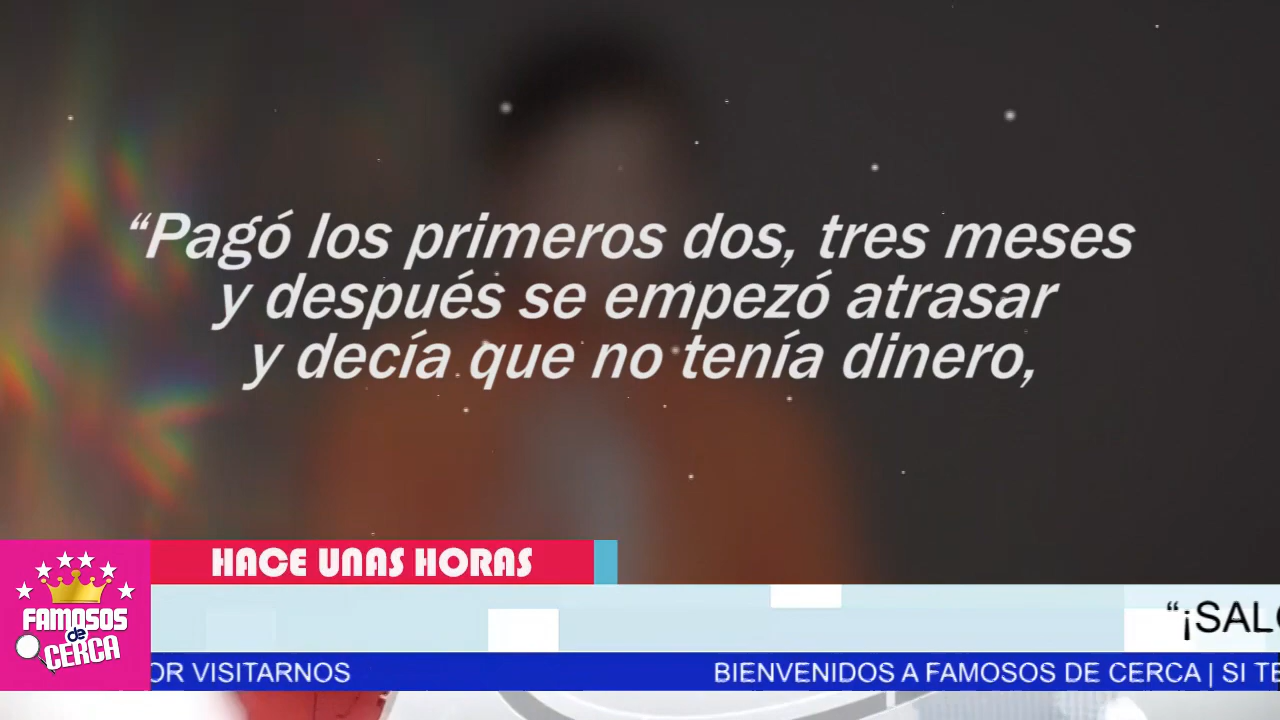 “Pagó los primeros dos, tres meses
y después se empezó atrasar
y decía que no tenía dinero,
HACE UNAS HORAS
FAMOSOS
de
CERCA
“¡SALO
OR VISITARNOS BIENVENIDOS A FAMOSOS DE CERCA | SI TE